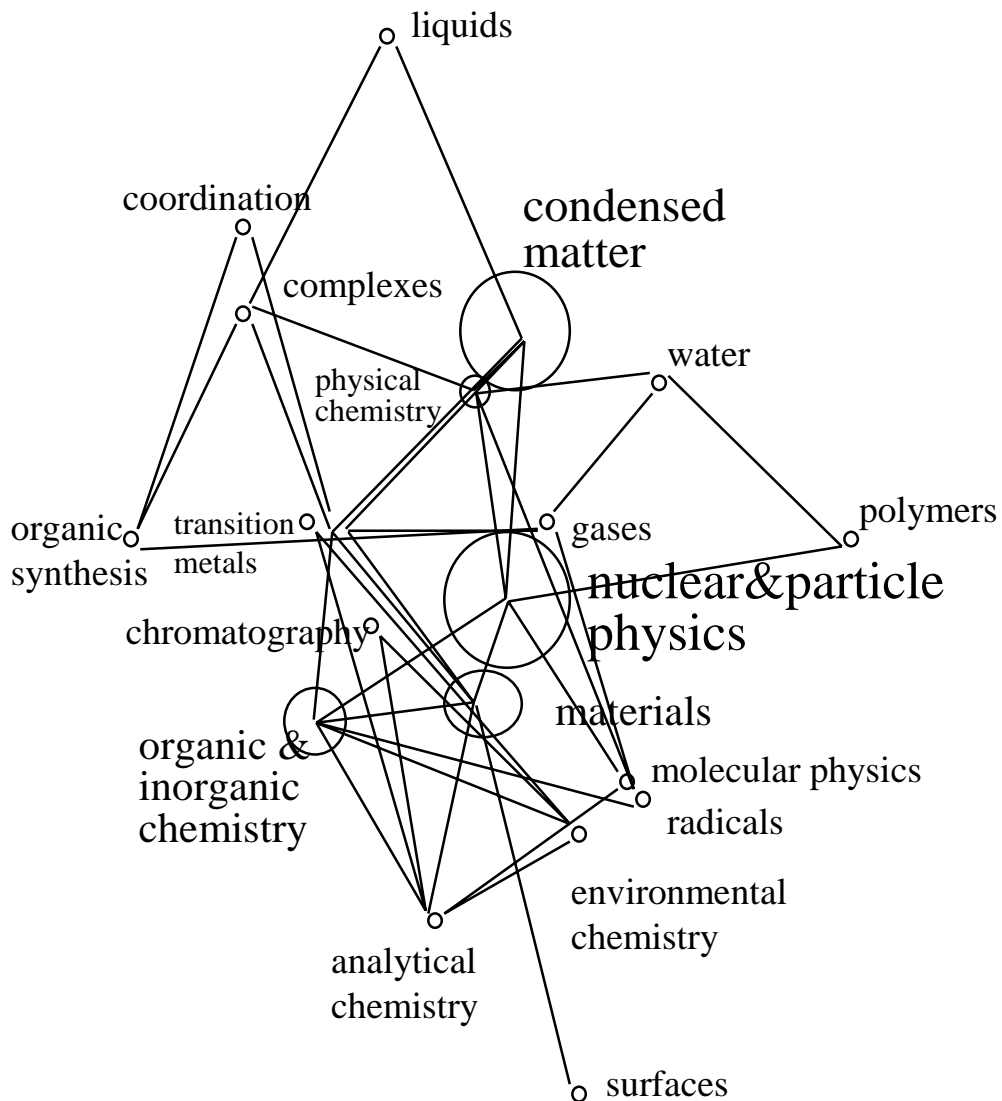 liquids
coordination
condensed
matter
complexes
water
physical
chemistry
polymers
organic
synthesis
transition
metals
gases
nuclear&particle
physics
chromatography
materials
organic &
inorganic
chemistry
molecular physics
radicals
environmental
chemistry
analytical
chemistry
surfaces